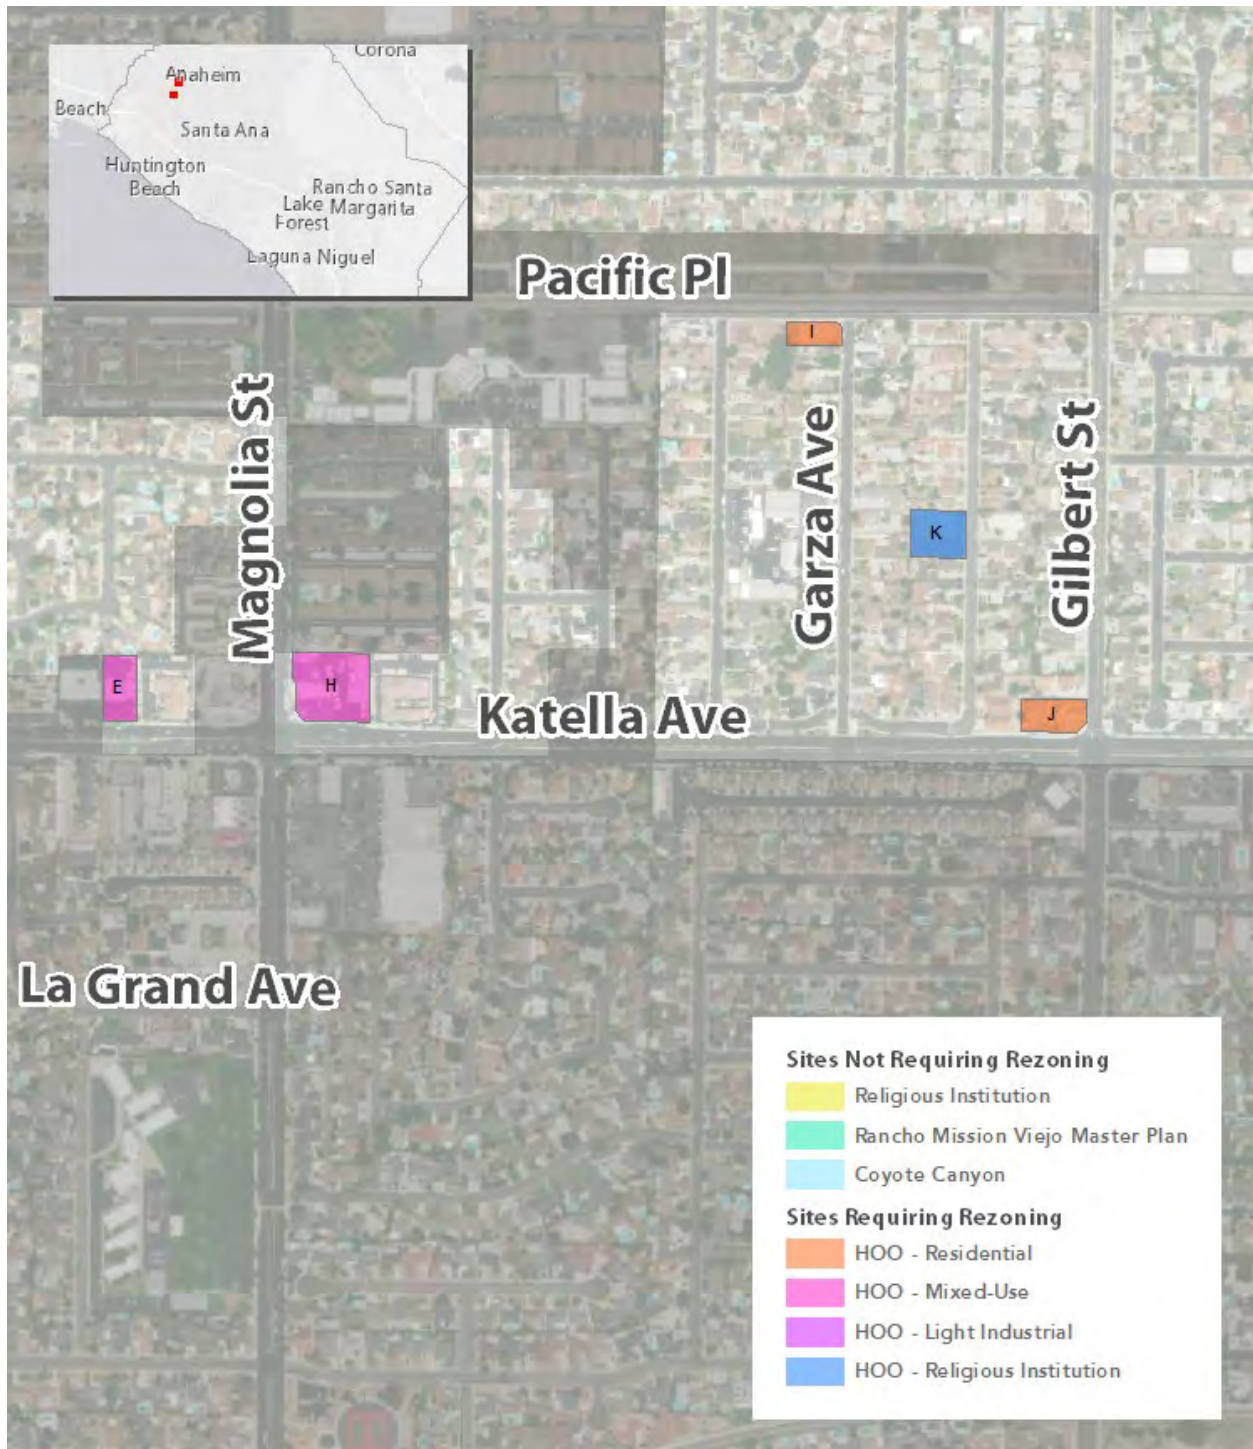 Corona
Anaheim
Beach
Santa Ana
Huntington
Beach
Rancho Santa
Lake Margarita
Forest
Laguna Niguel
Pacific Pl
I
Magnolia St
Garza Ave
Gilbert St
K
E
H
Katella Ave
J
La Grand Ave
Sites Not Requiring Rezoning
Religious Institution
Rancho Mission Viejo Master Plan
Coyote Canyon
Sites Requiring Rezoning
HOO - Residential
HOO - Mixed-Use
HOO - Light Industrial
HOO - Religious Institution